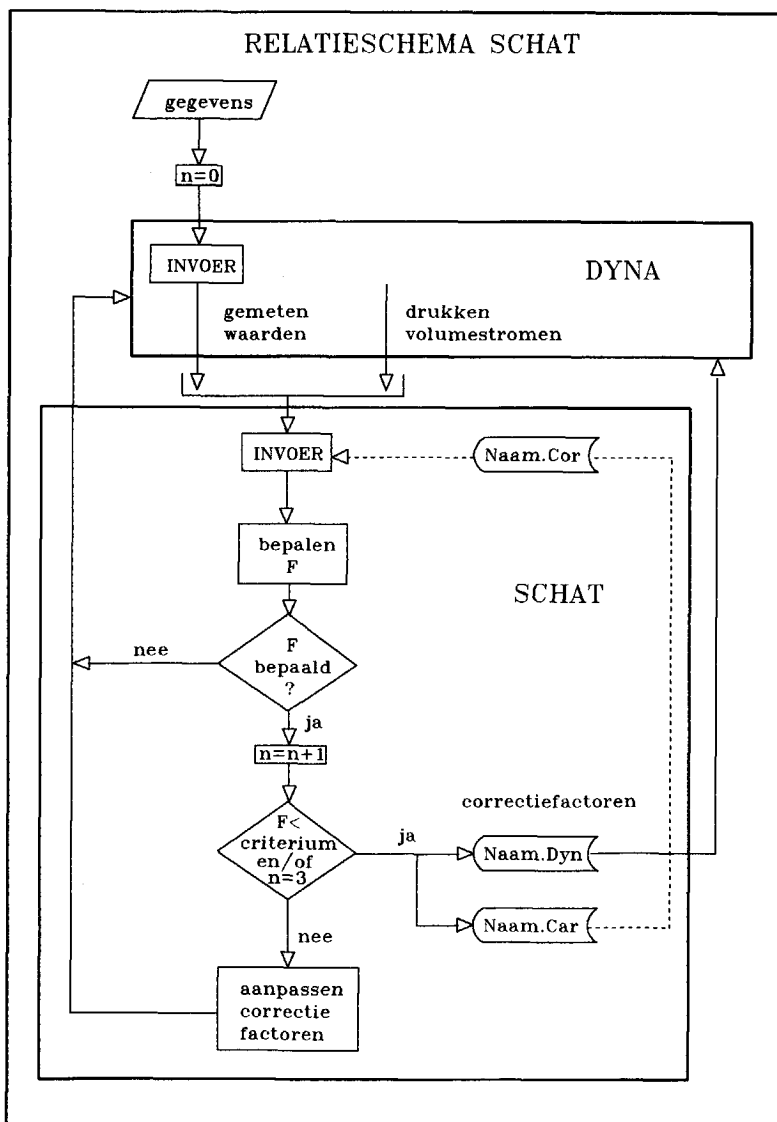 RELATIESCHEMA SCHAT
gegevens
n=0
INVOER
DYNA
gemeten
waarden
drukken
volumestromen
INVOER
Naam.Cor
bepalen
F
SCHAT
nee
F
bepaald
?
ja
n=n+1
correctiefactoren
F<
criterium
en/of
n=3
ja
Naam.Dyn
Naam.Car
nee
aanpassen
correctie
factoren